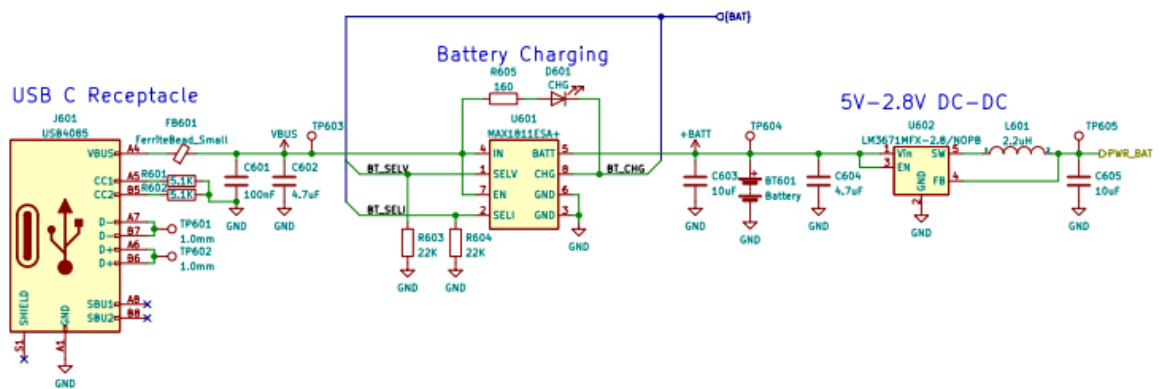 {BAT}
Battery Charging
USB C Receptacle
5V-2.8V DC-DC
J601
USB4085
VBUS
A4
CC1
A5
CC2
B5
D-
A7
D-
B7
D+
A6
D+
B6
SBU1
A8
SBU2
B8
SHIELD
S1
GND
A1
GND
FB601
FerriteBead_Small
R601
5.1K
R602
5.1K
TP601
1.0mm
TP602
1.0mm
C601
100nF
GND
VBUS
C602
4.7uF
GND
TP603
BT_SELV
BT_SELI
R603
22K
GND
R604
22K
GND
R605
160
D601
CHG
U601
MAX1811ESA+
4
IN
1
SELV
7
EN
2
SELI
BATT
5
CHG
8
GND
6
GND
3
GND
BT_CHG
+BATT
C603
10uF
GND
TP604
BT601
Battery
GND
C604
4.7uF
GND
U602
LM3671MFX-2.8/NOPB
1
Vin
3
EN
GND
2
GND
SW
5
FB
4
L601
2.2uH
1
2
TP605
C605
10uF
GND
PWR_BAT